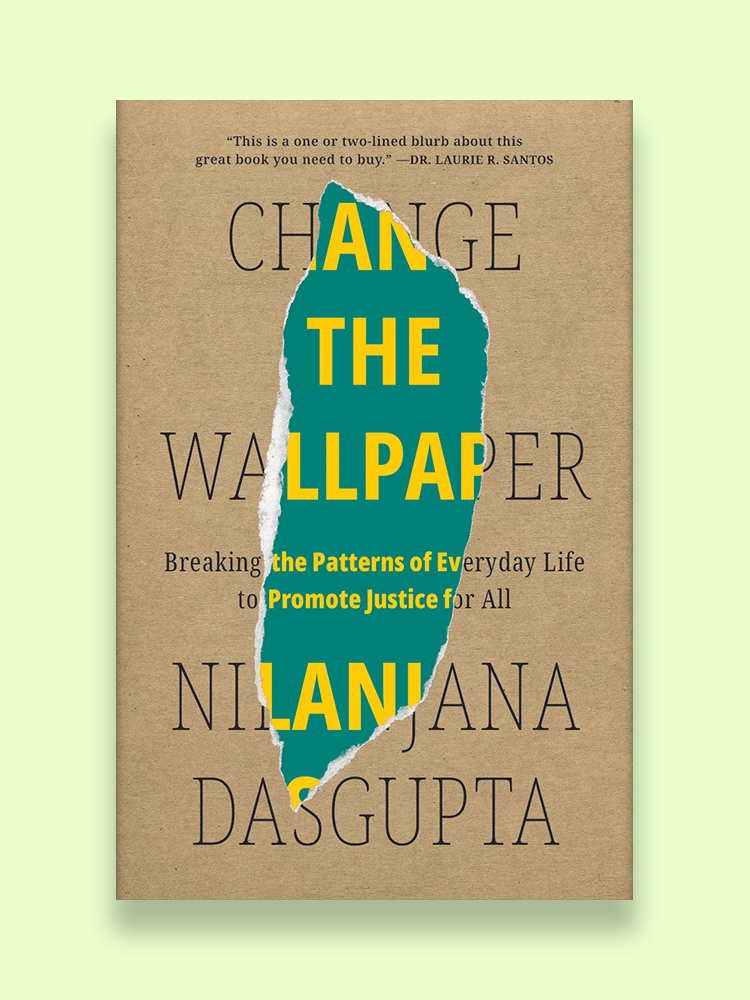 “This is a one or two-lined blurb about this
great book you need to buy.” —DR. LAURIE R. SANTOS
CHANGE
THE
WALLPAPER
Breaking the Patterns of Everyday Life
to Promote Justice for All
NILANJANA
DASGUPTA